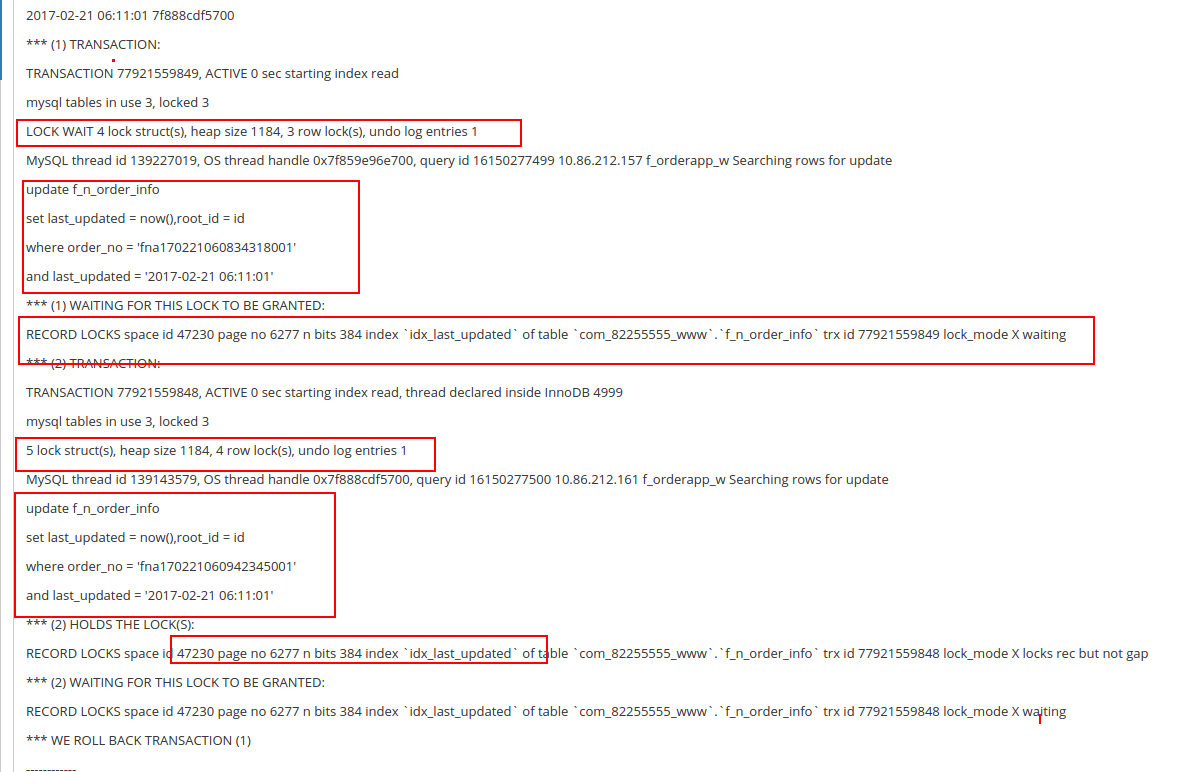 2017-02-21 06:11:01 7f888cdf5700
*** (1) TRANSACTION:
TRANSACTION 77921559849, ACTIVE 0 sec starting index read
mysql tables in use 3, locked 3
LOCK WAIT 4 lock struct(s), heap size 1184, 3 row lock(s), undo log entries 1
MySQL thread id 139227019, OS thread handle 0x7f859e96e700, query id 16150277499 10.86.212.157 f_orderapp_w Searching rows for update
update f_n_order_info
set last_updated = now(),root_id = id
where order_no = 'fna170221060834318001'
and last_updated = '2017-02-21 06:11:01'
*** (1) WAITING FOR THIS LOCK TO BE GRANTED:
RECORD LOCKS space id 47230 page no 6277 n bits 384 index `idx_last_updated` of table `com_82255555_www`.`f_n_order_info` trx id 77921559849 lock_mode X waiting
*** (2) TRANSACTION:
TRANSACTION 77921559848, ACTIVE 0 sec starting index read, thread declared inside InnoDB 4999
mysql tables in use 3, locked 3
5 lock struct(s), heap size 1184, 4 row lock(s), undo log entries 1
MySQL thread id 139143579, OS thread handle 0x7f888cdf5700, query id 16150277500 10.86.212.161 f_orderapp_w Searching rows for update
update f_n_order_info
set last_updated = now(),root_id = id
where order_no = 'fna170221060942345001'
and last_updated = '2017-02-21 06:11:01'
*** (2) HOLDS THE LOCK(S):
RECORD LOCKS space id 47230 page no 6277 n bits 384 index `idx_last_updated` of table `com_82255555_www`.`f_n_order_info` trx id 77921559848 lock_mode X locks rec but not gap
*** (2) WAITING FOR THIS LOCK TO BE GRANTED:
RECORD LOCKS space id 47230 page no 6277 n bits 384 index `idx_last_updated` of table `com_82255555_www`.`f_n_order_info` trx id 77921559848 lock_mode X waiting
*** WE ROLL BACK TRANSACTION (1)
------------